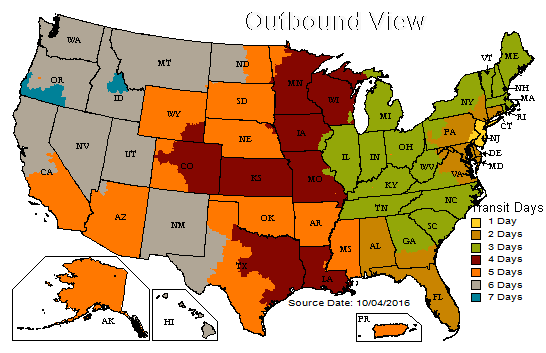 Outbound View
WA
MT
ND
MN
OR
ID
SD
WI
WY
NE
IA
MI
NY
VT
ME
NH
MA
RI
CT
NJ
DE
MD
PA
OH
IN
IL
WV
VA
KY
NC
TN
SC
GA
AL
MS
FL
NV
UT
CO
KS
MO
CA
AZ
NM
OK
AR
TX
LA
AK
HI
PR
Transit Days
1 Day
2 Days
3 Days
4 Days
5 Days
6 Days
7 Days
Source Date: 10/04/2016